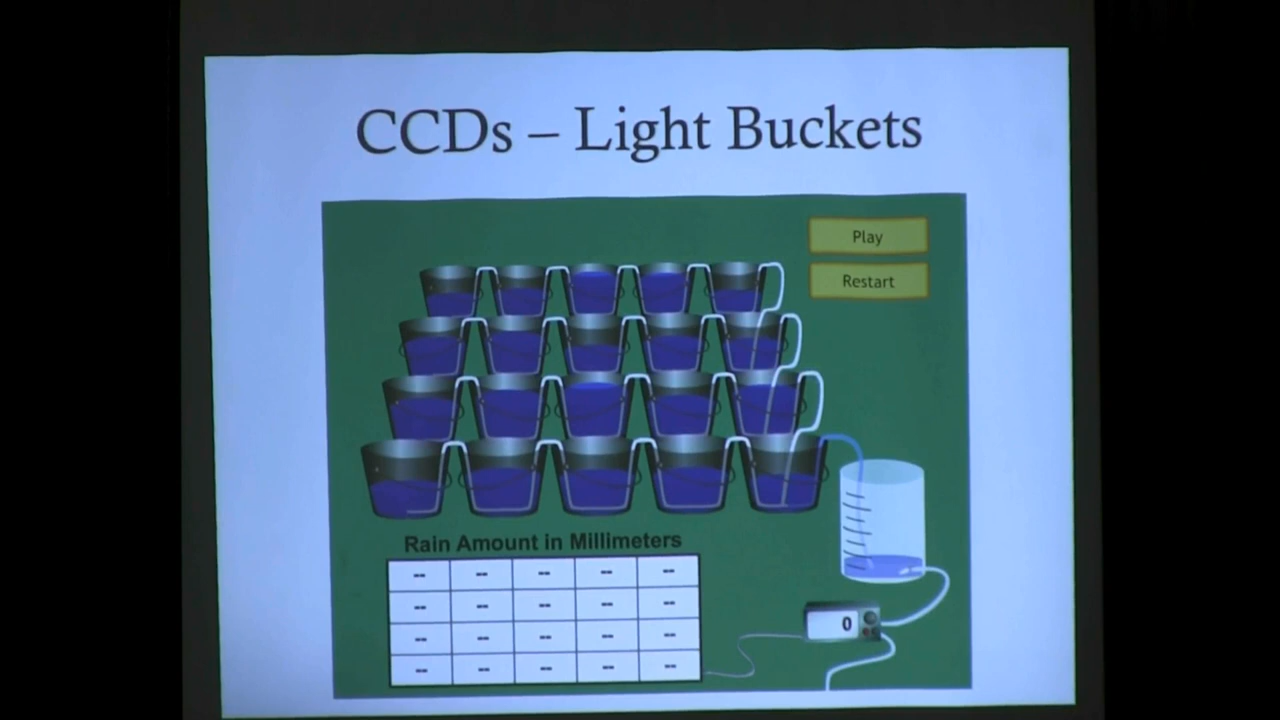 CCDs – Light Buckets
Play
Restart
Rain Amount in Millimeters
-- -- -- -- --
-- -- -- -- --
-- -- -- -- --
-- -- -- -- --
0